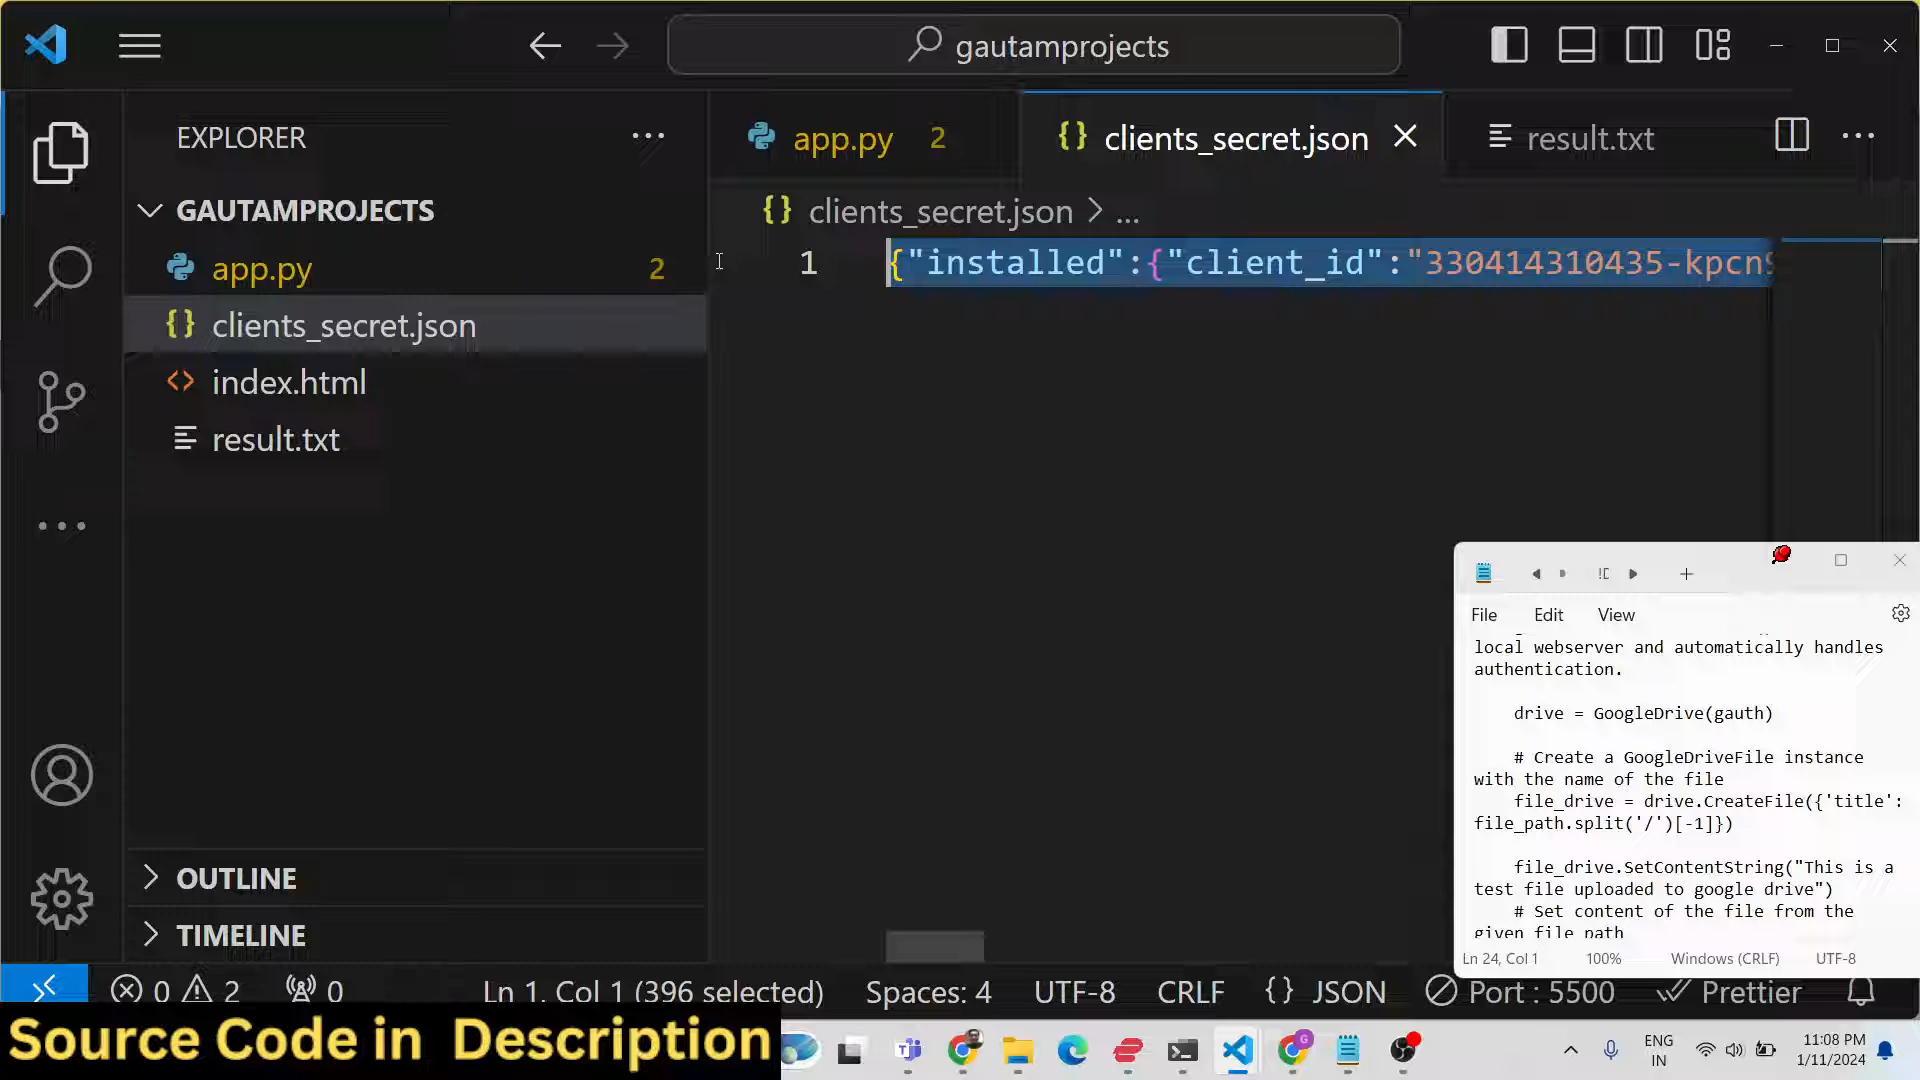 gautamprojects
EXPLORER
GAUTAMPROJECTS
app.py 2
clients_secret.json
index.html
result.txt
OUTLINE
TIMELINE
app.py 2
clients_secret.json
result.txt
clients_secret.json > ...
1 {"installed":{"client_id":"330414310435-kpcn
File Edit View
local webserver and automatically handles
authentication.
drive = GoogleDrive(gauth)
# Create a GoogleDriveFile instance
with the name of the file
file_drive = drive.CreateFile({'title':
file_path.split('/')[-1]})
file_drive.SetContentString("This is a
test file uploaded to google drive")
# Set content of the file from the
given file path
Ln 24, Col 1 100% Windows (CRLF) UTF-8
0 2 0 Ln 1, Col 1 (396 selected) Spaces: 4 UTF-8 CRLF {} JSON Port : 5500 Prettier
Source Code in Description
ENG
IN
11:08 PM
1/11/2024